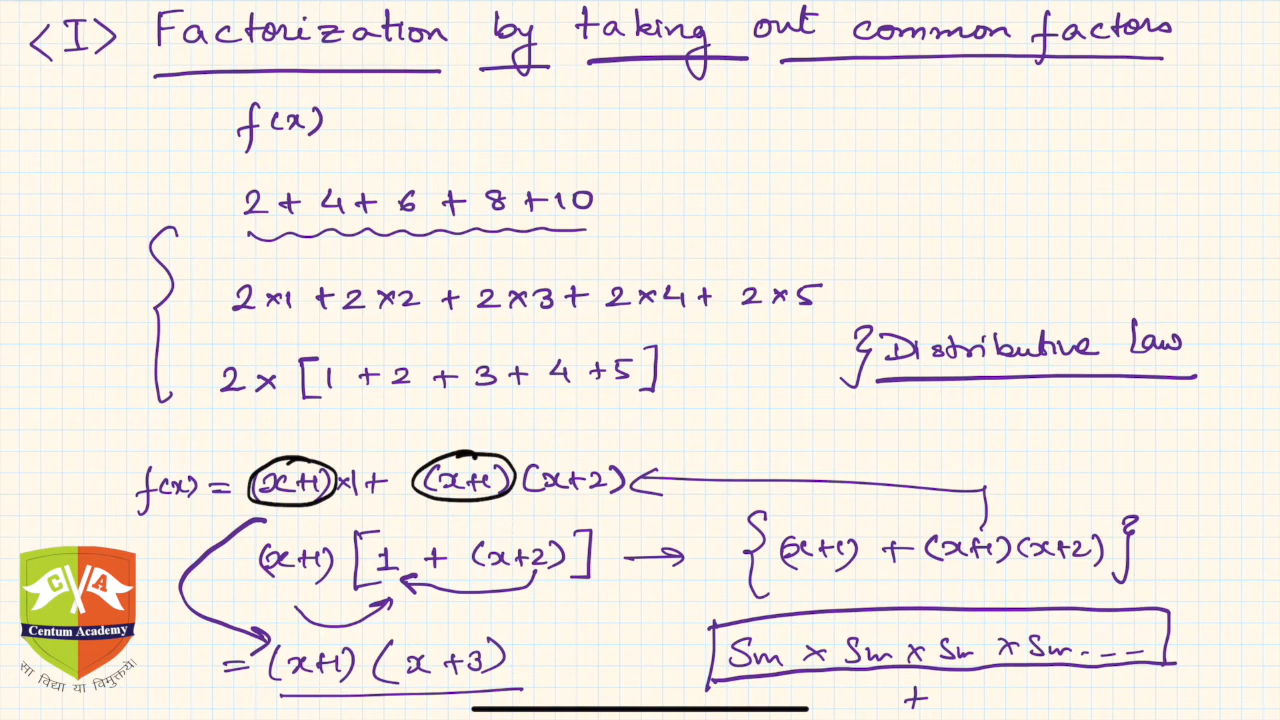 <I> Factorization by taking out common factors
f(x)
2 + 4 + 6 + 8 + 10
2×1 + 2×2 + 2×3 + 2×4 + 2×5
2 × [1 + 2 + 3 + 4 + 5]
} Distributive Law
f(x) = (x+1)×1 + (x+1)(x+2)
(x+1) [1 + (x+2)] → {(x+1) + (x+1)(x+2)}
= (x+1) (x+3)
Sm × Sm × Sm × Sm...
+
C A
Centum Academy
सा विद्या या विमुक्तये।